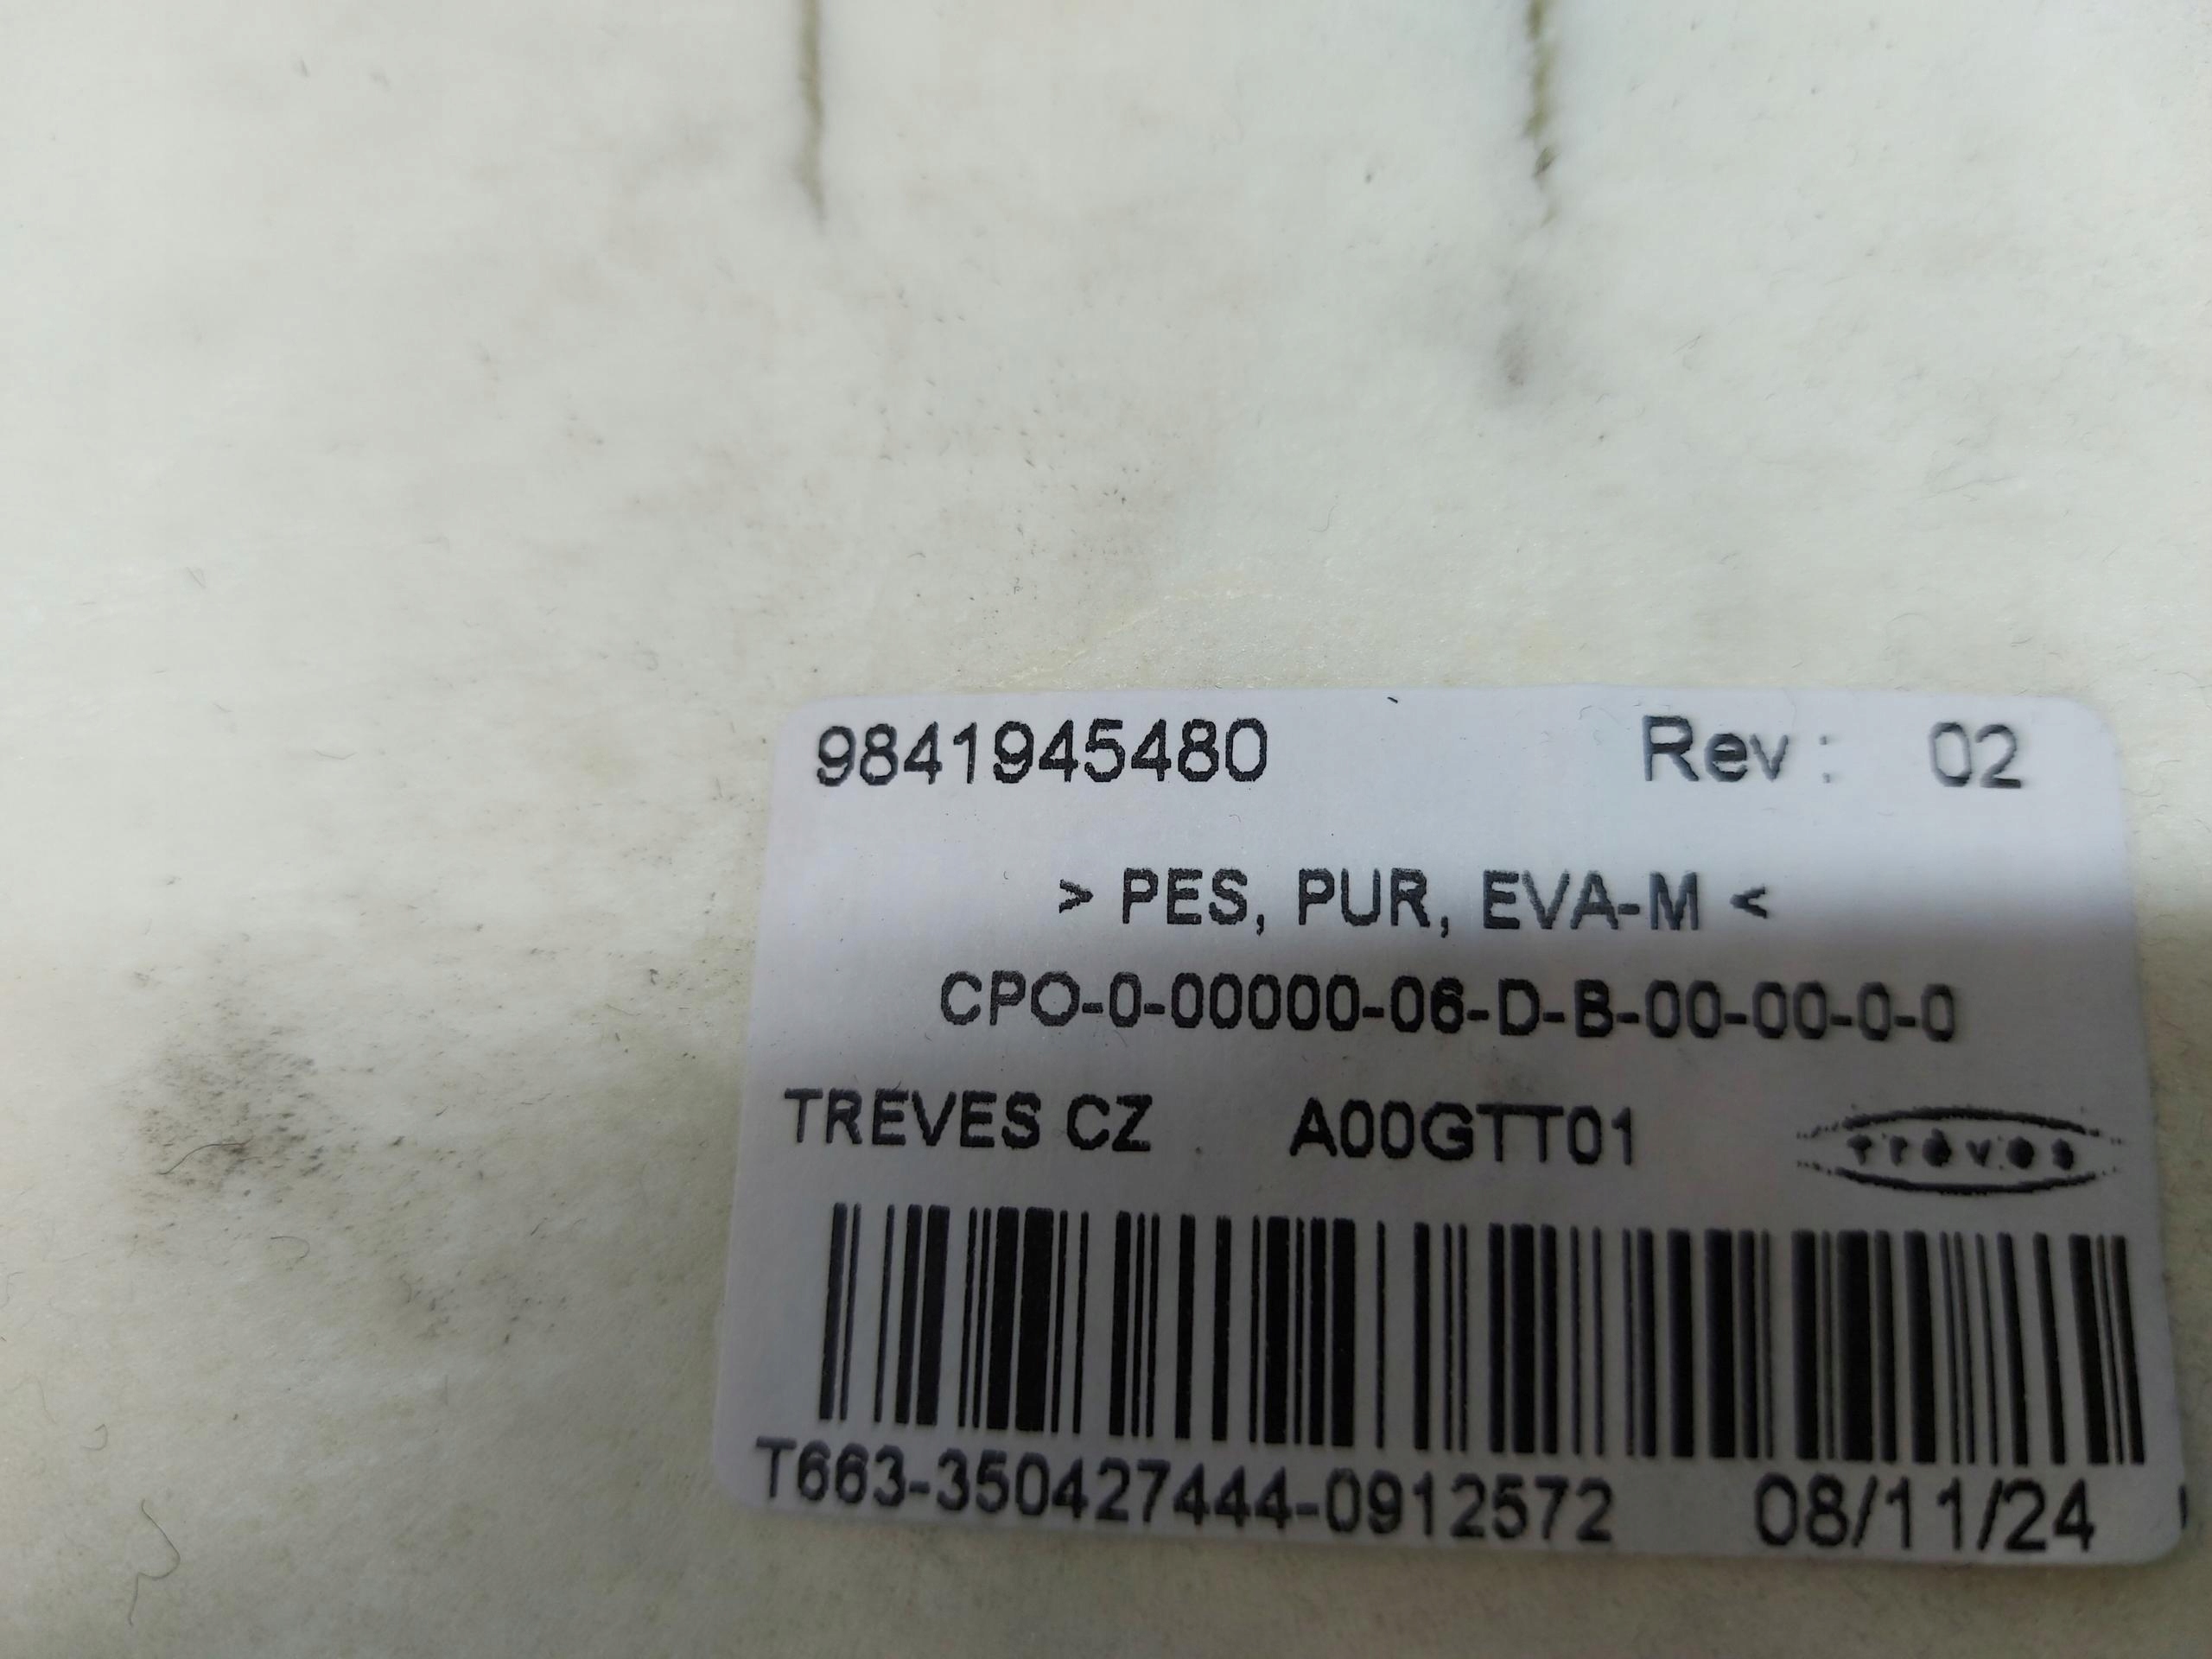 9841945480 Rev : 02
> PES, PUR, EVA-M <
CPO-0-00000-06-D-B-00-00-0-0
TREVES CZ A00GTT01 trèves
T663-350427444-0912572 08/11/24